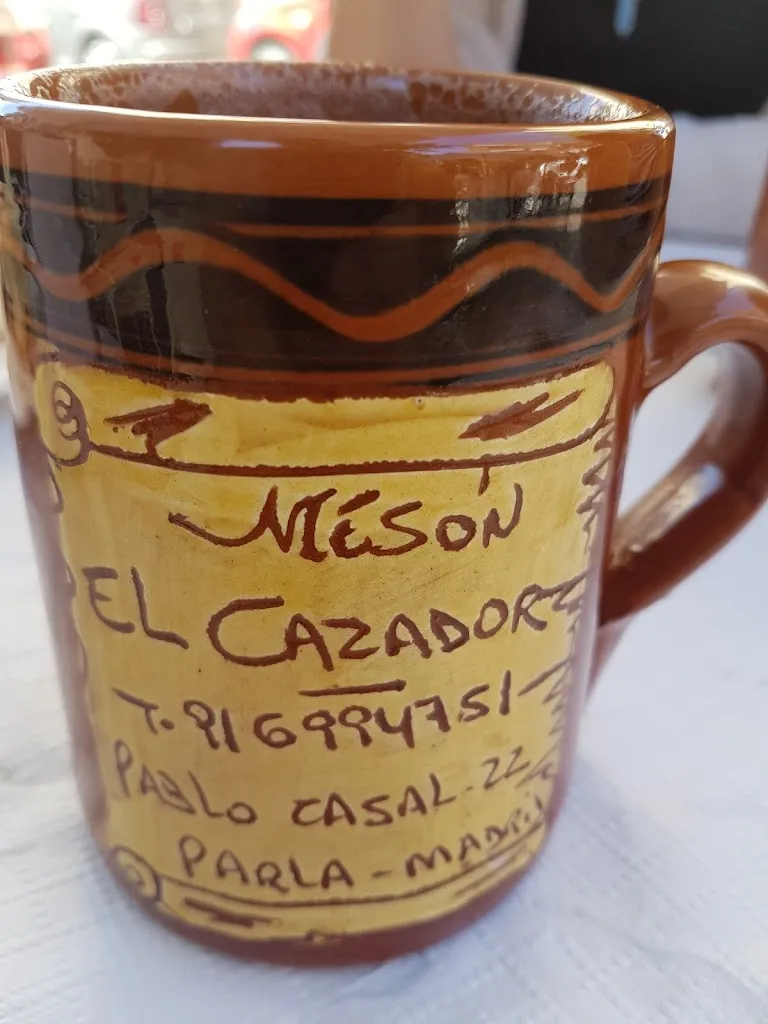 MESÓN
EL CAZADOR
T. 916994751
PABLO CASAL-22
PARLA-MADRID